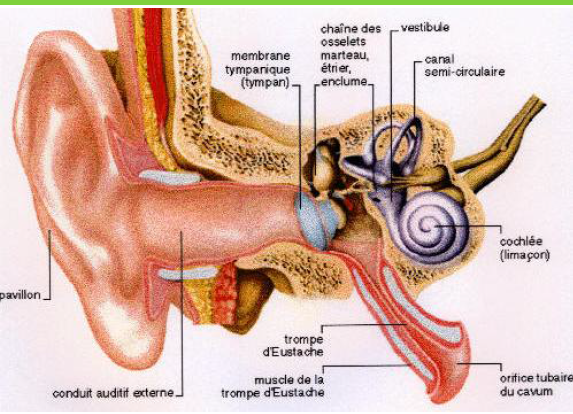 membrane
tympanique
(tympan)
chaîne des
osselets
marteau,
étrier,
enclume
vestibule
canal
semi-circulaire
cochlée
(limaçon)
pavillon
trompe
d'Eustache
conduit auditif externe
muscle de la
trompe d'Eustache
orifice tubaire
du cavum